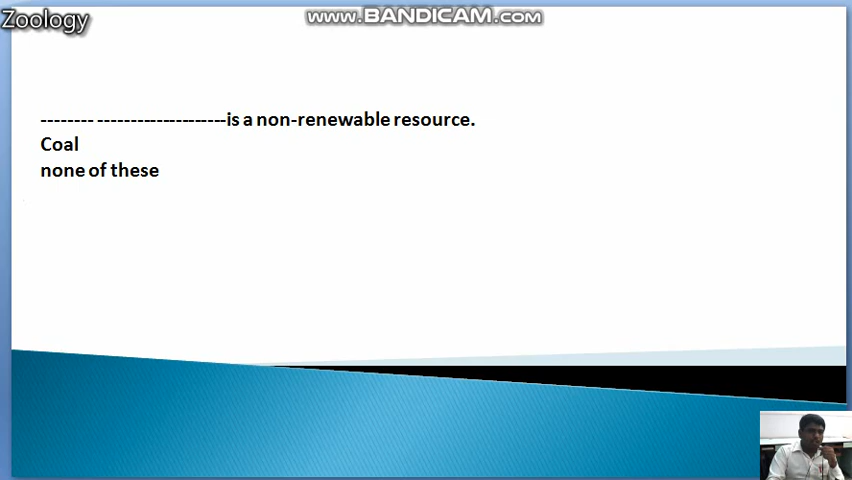 Zoology
www.BANDICAM.com
-------- --------------------is a non-renewable resource.
Coal
none of these